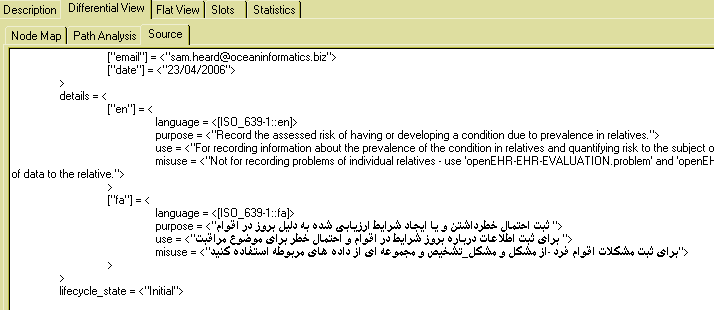 Description Differential View Flat View Slots Statistics
Node Map Path Analysis Source
["email"] = <"sam.heard@oceaninformatics.biz">
["date"] = <"23/04/2006">
>
details = <
["en"] = <
language = <[ISO_639-1::en]>
purpose = <"Record the assessed risk of having or developing a condition due to prevalence in relatives.">
use = <"For recording information about the prevalence of the condition in relatives and quantifying risk to the subject o
misuse = <"Not for recording problems of individual relatives - use 'openEHR-EHR-EVALUATION.problem' and 'openEH
of data to the relative.">
>
["fa"] = <
language = <[ISO_639-1::fa]>
purpose = <"ثبت احتمال خطرداشتن و یا ایجاد شرایط ارزیابی شده به دلیل بروز در اقوام ">
use = <"برای ثبت اطلاعات درباره بروز شرایط در اقوام و احتمال خطر برای موضوع مراقبت ">
misuse = <"برای ثبت مشکلات اقوام فرد -از مشکل و مشکل_تشخیص و مجموعه ای از داده های مربوطه استفاده کنید">
>
>
lifecycle_state = <"Initial">